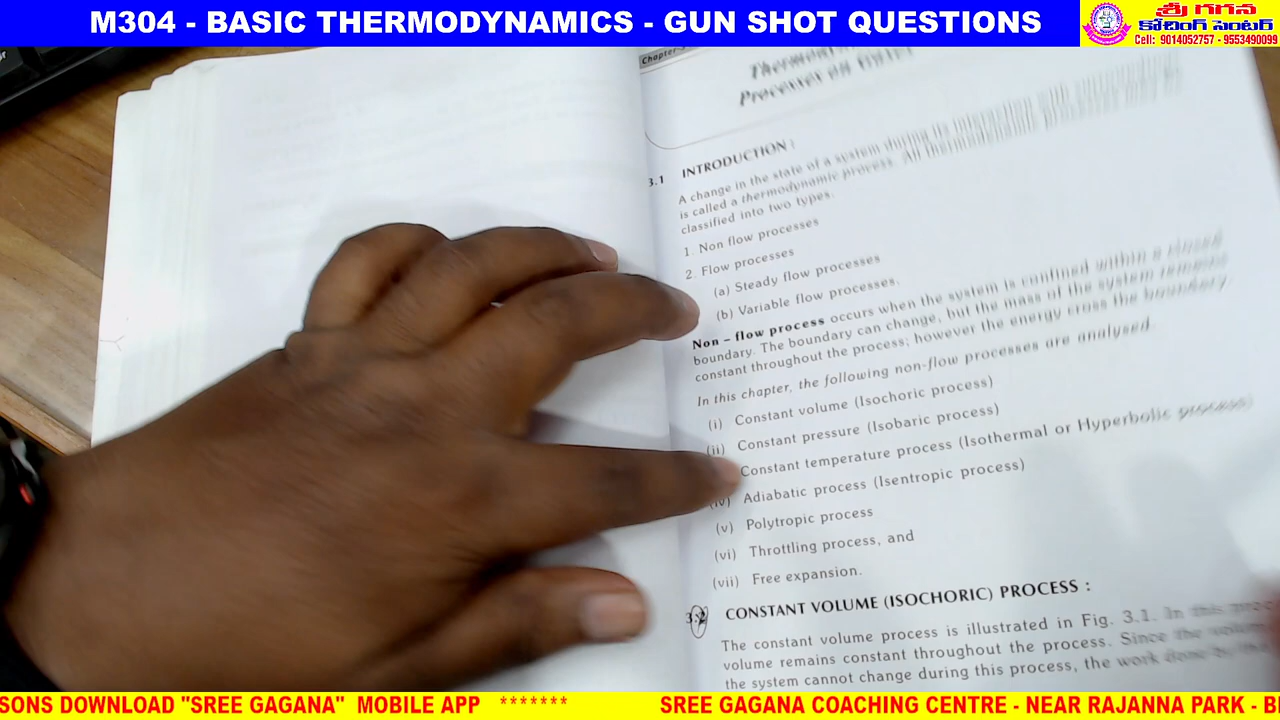 M304 - BASIC THERMODYNAMICS - GUN SHOT QUESTIONS
శ్రీ గగన
కోచింగ్ సెంటర్
Cell: 9014052757 - 9553490099
Chapter-3
Processes on
3.1 INTRODUCTION :
A change in the state of a system during its interaction with
is called a thermodynamic process. All thermodynamic processes may be
classified into two types.
1. Non flow processes
2. Flow processes
(a) Steady flow processes
(b) Variable flow processes.
Non – flow process occurs when the system is confined within a closed
boundary. The boundary can change, but the mass of the system remains
constant throughout the process; however the energy cross the boundary.
In this chapter, the following non-flow processes are analysed.
(i) Constant volume (Isochoric process)
(ii) Constant pressure (Isobaric process)
Constant temperature process (Isothermal or Hyperbolic process)
(iv) Adiabatic process (Isentropic process)
(v) Polytropic process
(vi) Throttling process, and
(vii) Free expansion.
3.2 CONSTANT VOLUME (ISOCHORIC) PROCESS :
The constant volume process is illustrated in Fig. 3.1. In this
volume remains constant throughout the process. Since the volume
the system cannot change during this process, the work done
SONS DOWNLOAD "SREE GAGANA" MOBILE APP ******* SREE GAGANA COACHING CENTRE - NEAR RAJANNA PARK - B